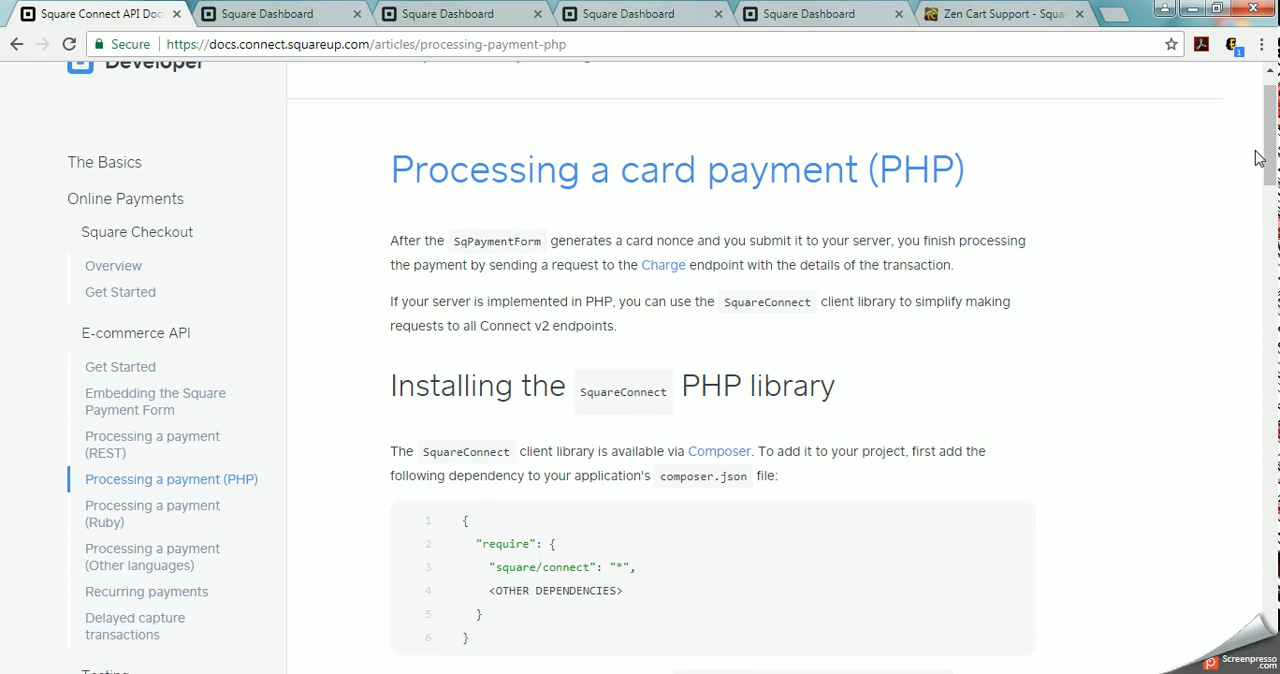 Square Connect API Doc
Square Dashboard
Square Dashboard
Square Dashboard
Square Dashboard
Zen Cart Support - Squa
Secure
https://docs.connect.squareup.com/articles/processing-payment-php
1
Developer
The Basics
Online Payments
Square Checkout
Overview
Get Started
E-commerce API
Get Started
Embedding the Square
Payment Form
Processing a payment
(REST)
Processing a payment (PHP)
Processing a payment
(Ruby)
Processing a payment
(Other languages)
Recurring payments
Delayed capture
transactions
Testing
Processing a card payment (PHP)
After the SqPaymentForm generates a card nonce and you submit it to your server, you finish processing
the payment by sending a request to the Charge endpoint with the details of the transaction.
If your server is implemented in PHP, you can use the SquareConnect client library to simplify making
requests to all Connect v2 endpoints.
Installing the SquareConnect PHP library
The SquareConnect client library is available via Composer. To add it to your project, first add the
following dependency to your application's composer.json file:
1 {
2 "require": {
3 "square/connect": "*",
4 <OTHER DEPENDENCIES>
5 }
6 }
Screenpresso
.com